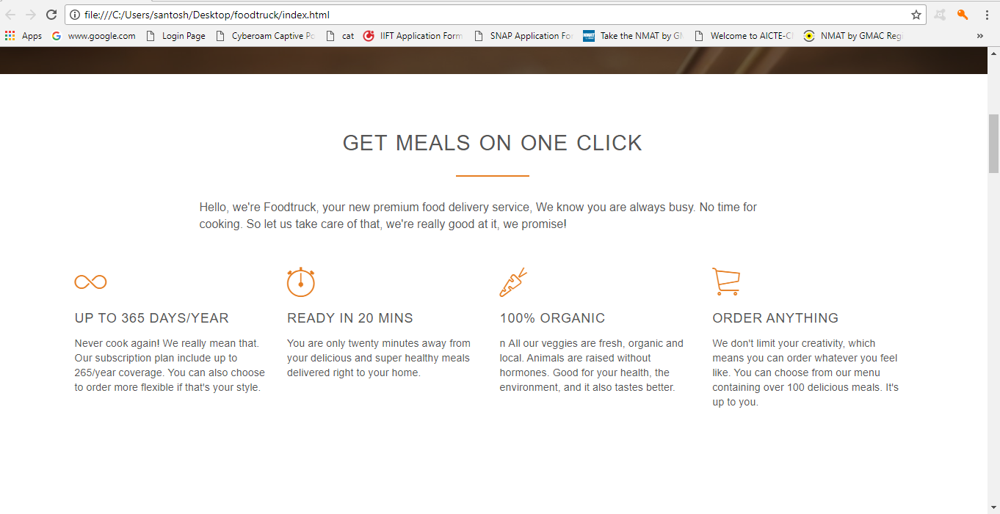 file:///C:/Users/santosh/Desktop/foodtruck/index.html
Apps www.google.com Login Page Cyberoam Captive Po cat IIFT Application Form SNAP Application For Take the NMAT by GM Welcome to AICTE-CM NMAT by GMAC Regi »
GET MEALS ON ONE CLICK
Hello, we're Foodtruck, your new premium food delivery service, We know you are always busy. No time for
cooking. So let us take care of that, we're really good at it, we promise!
UP TO 365 DAYS/YEAR
Never cook again! We really mean that.
Our subscription plan include up to
265/year coverage. You can also choose
to order more flexible if that's your style.
READY IN 20 MINS
You are only twenty minutes away from
your delicious and super healthy meals
delivered right to your home.
100% ORGANIC
n All our veggies are fresh, organic and
local. Animals are raised without
hormones. Good for your health, the
environment, and it also tastes better.
ORDER ANYTHING
We don't limit your creativity, which
means you can order whatever you feel
like. You can choose from our menu
containing over 100 delicious meals. It's
up to you.